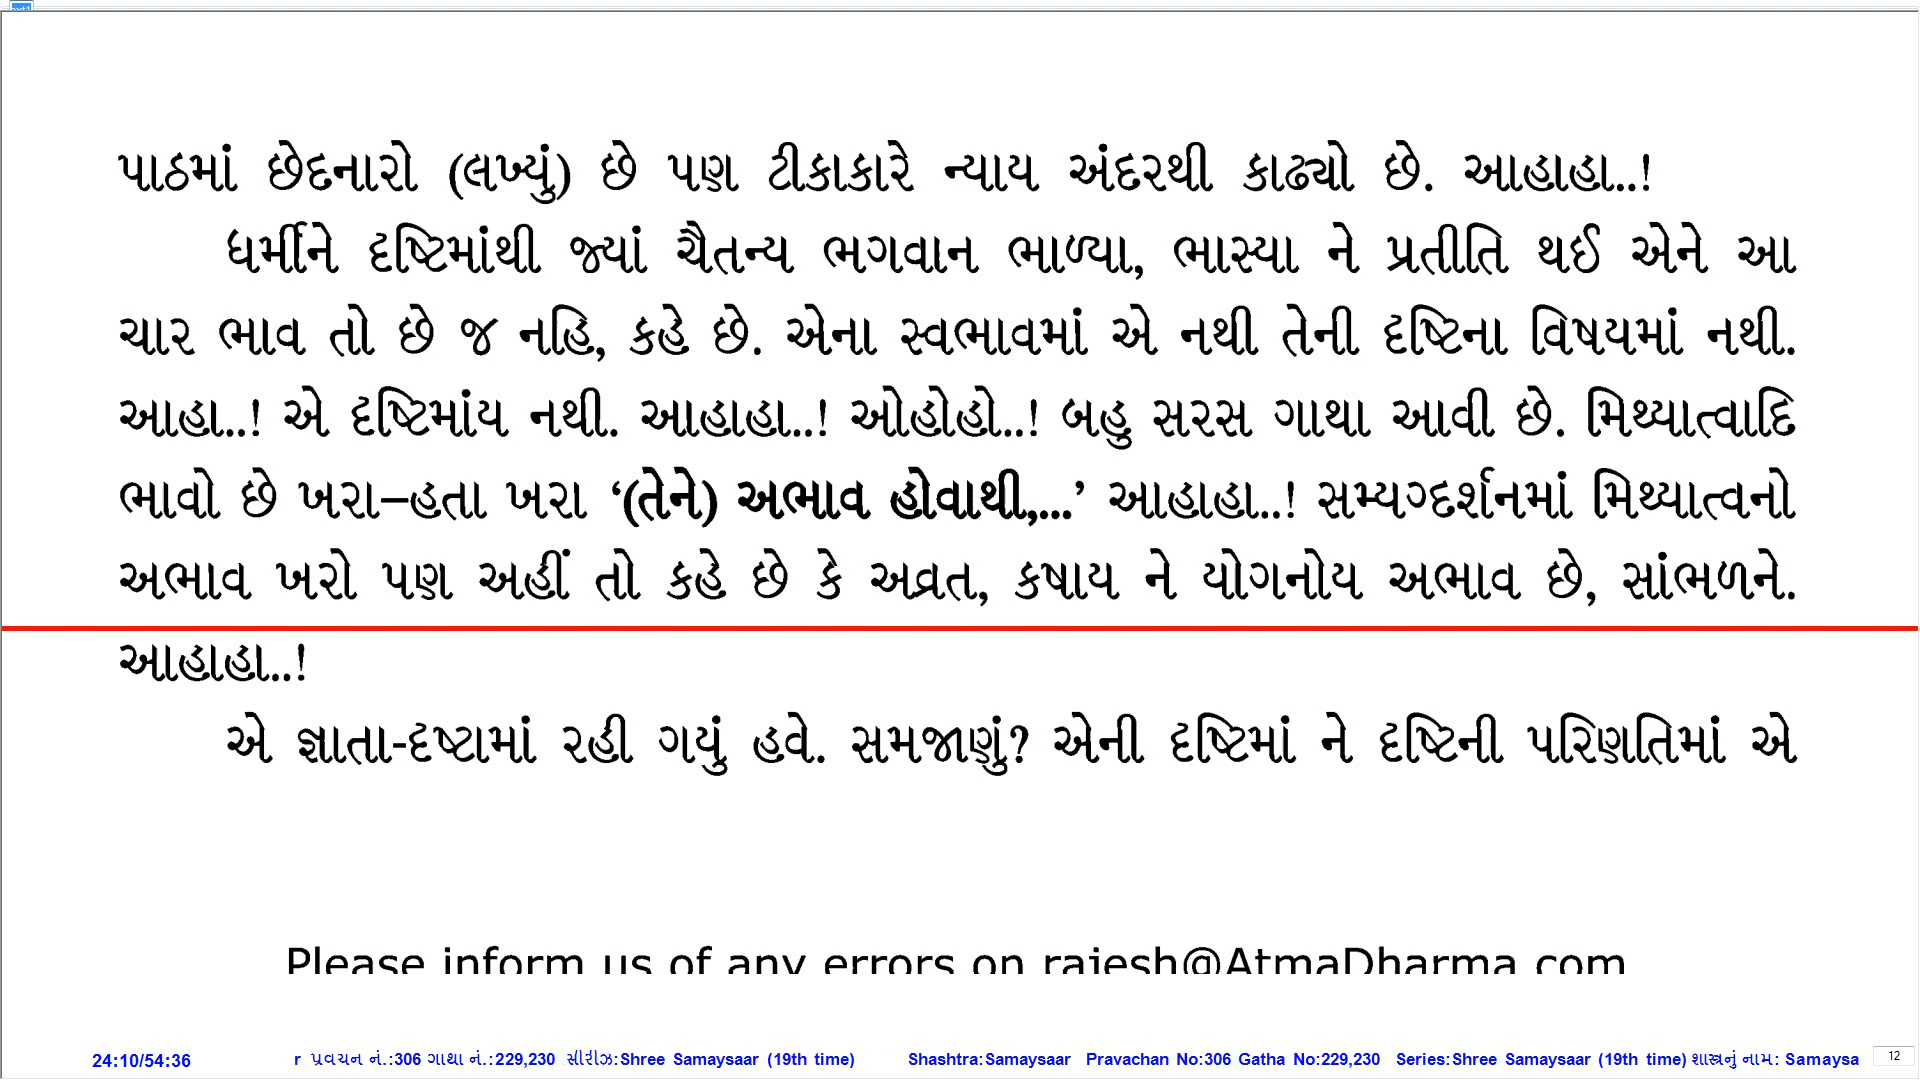 પાઠમાં છેદનારો (લખ્યું) છે પણ ટીકાકારે ન્યાય અંદરથી કાઢ્યો છે. આહાહા..!
ધર્મીને દૃષ્ટિમાંથી જ્યાં ચૈતન્ય ભગવાન ભાળ્યા, ભાસ્યા ને પ્રતીતિ થઈ એને આ
ચાર ભાવ તો છે જ નહિ, કહે છે. એના સ્વભાવમાં એ નથી તેની દૃષ્ટિના વિષયમાં નથી.
આહા..! એ દૃષ્ટિમાંય નથી. આહાહા..! ઓહોહો..! બહુ સરસ ગાથા આવી છે. મિથ્યાત્વાદિ
ભાવો છે ખરા–હતા ખરા ‘(તેને) અભાવ હોવાથી,...’ આહાહા..! સમ્યગ્દર્શનમાં મિથ્યાત્વનો
અભાવ ખરો પણ અહીં તો કહે છે કે અવ્રત, કષાય ને યોગનોય અભાવ છે, સાંભળને.
આહાહા..!
એ જ્ઞાતા-દૃષ્ટામાં રહી ગયું હવે. સમજાણું? એની દૃષ્ટિમાં ને દૃષ્ટિની પરિણતિમાં એ
Please inform us of any errors on rajesh@AtmaDharma.com
24:10/54:36 r પ્રવચન નં.:306 ગાથા નં.:229,230 સીરીઝ:Shree Samaysaar (19th time) Shashtra:Samaysaar Pravachan No:306 Gatha No:229,230 Series:Shree Samaysaar (19th time) શાસ્ત્રનું નામ: Samaysa 12